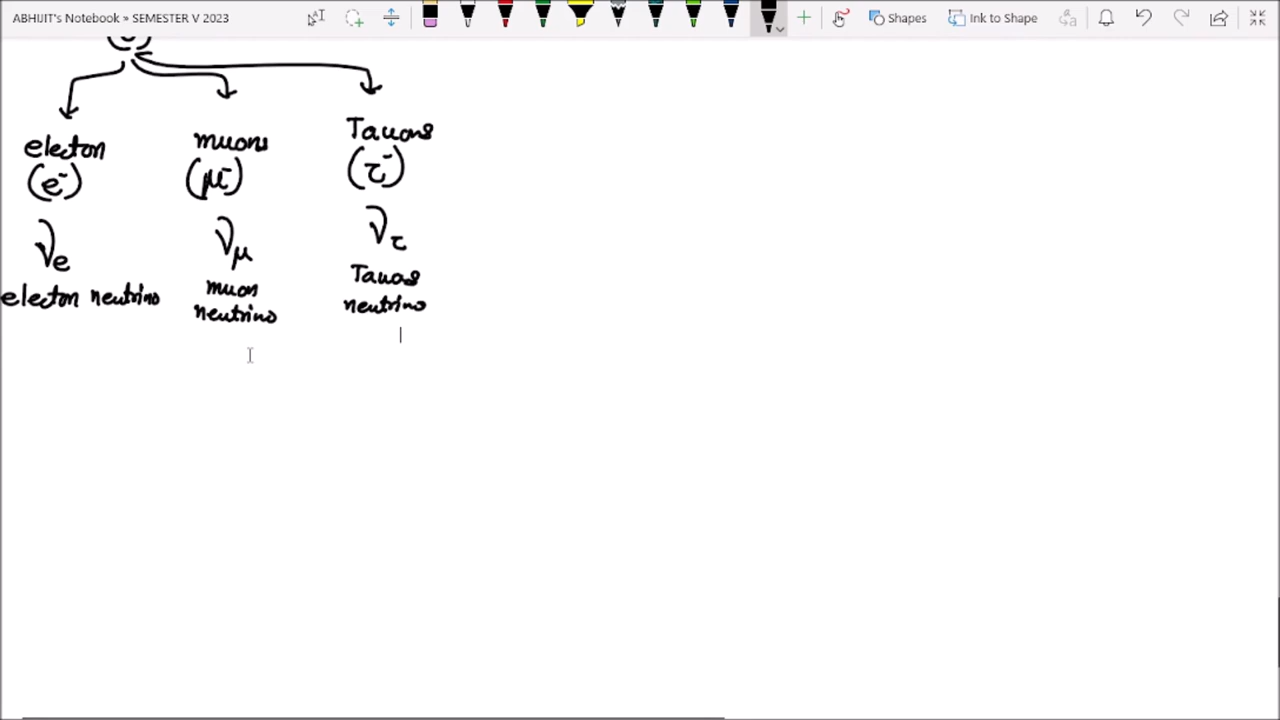 ABHIJIT's Notebook » SEMESTER V 2023
Shapes
Ink to Shape
electon
(e⁻)
νe
electon neutrino
muons
(μ⁻)
νμ
muon
neutrino
Tauons
(τ⁻)
ντ
Tauos
neutrino